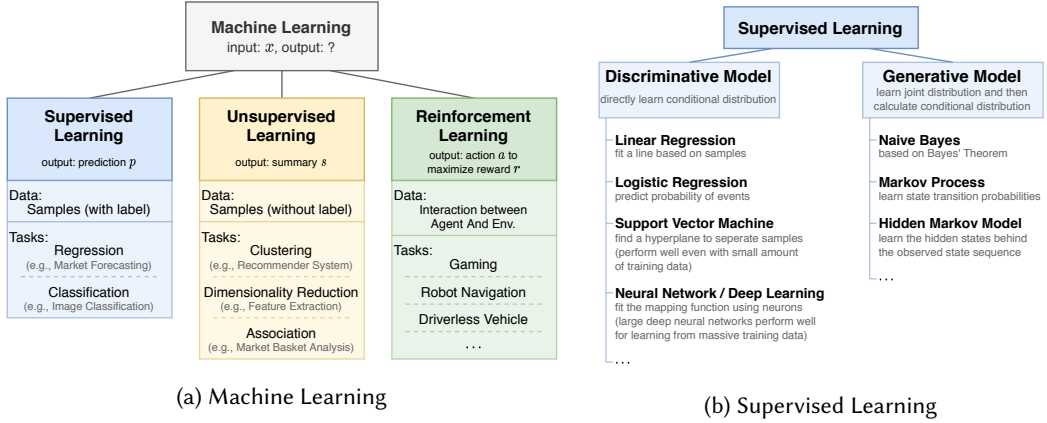 Machine Learning
input: x, output: ?
Supervised
Learning
output: prediction p
Data:
Samples (with label)
Tasks:
Regression
(e.g., Market Forecasting)
Classification
(e.g., Image Classification)
Unsupervised
Learning
output: summary s
Data:
Samples (without label)
Tasks:
Clustering
(e.g., Recommender System)
Dimensionality Reduction
(e.g., Feature Extraction)
Association
(e.g., Market Basket Analysis)
Reinforcement
Learning
output: action a to
maximize reward r
Data:
Interaction between
Agent And Env.
Tasks:
Gaming
Robot Navigation
Driverless Vehicle
...
(a) Machine Learning
Supervised Learning
Discriminative Model
directly learn conditional distribution
Linear Regression
fit a line based on samples
Logistic Regression
predict probability of events
Support Vector Machine
find a hyperplane to seperate samples
(perform well even with small amount
of training data)
Neural Network / Deep Learning
fit the mapping function using neurons
(large deep neural networks perform well
for learning from massive training data)
...
Generative Model
learn joint distribution and then
calculate conditional distribution
Naive Bayes
based on Bayes' Theorem
Markov Process
learn state transition probabilities
Hidden Markov Model
learn the hidden states behind
the observed state sequence
...
(b) Supervised Learning